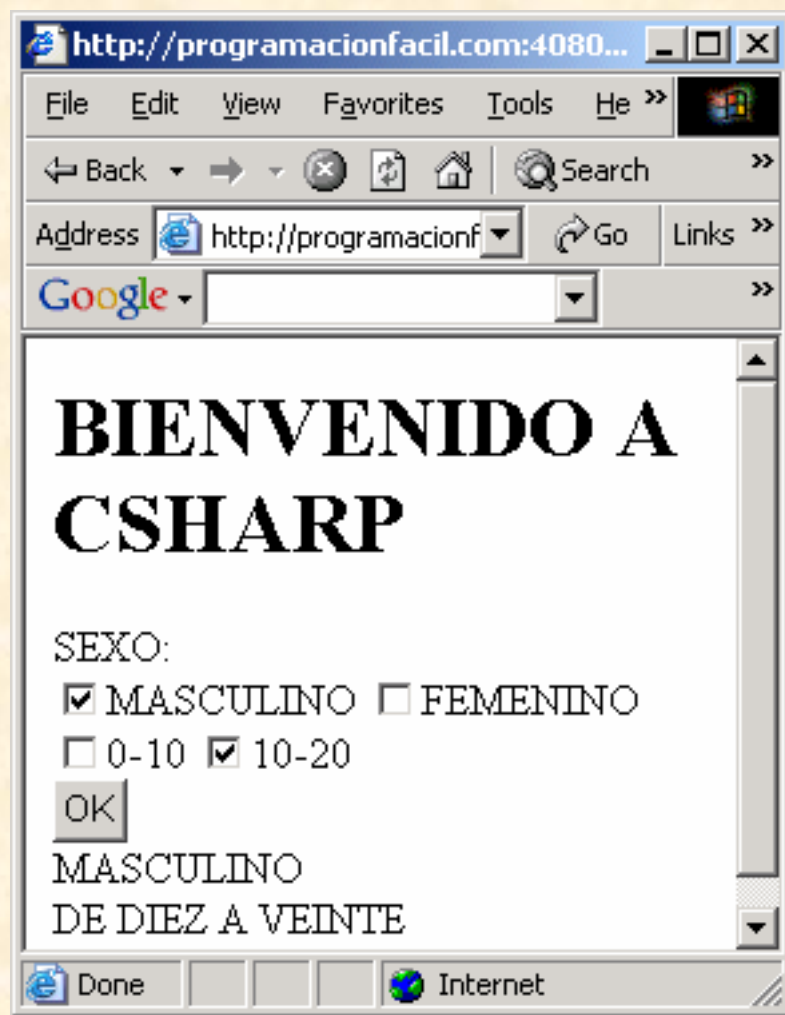 http://programacionfacil.com:4080...
File Edit View Favorites Tools He »
Back Search »
Address http://programacionf Go Links »
Google »
BIENVENIDO A
CSHARP
SEXO:
MASCULINO FEMENINO
0-10 10-20
OK
MASCULINO
DE DIEZ A VEINTE
Done Internet